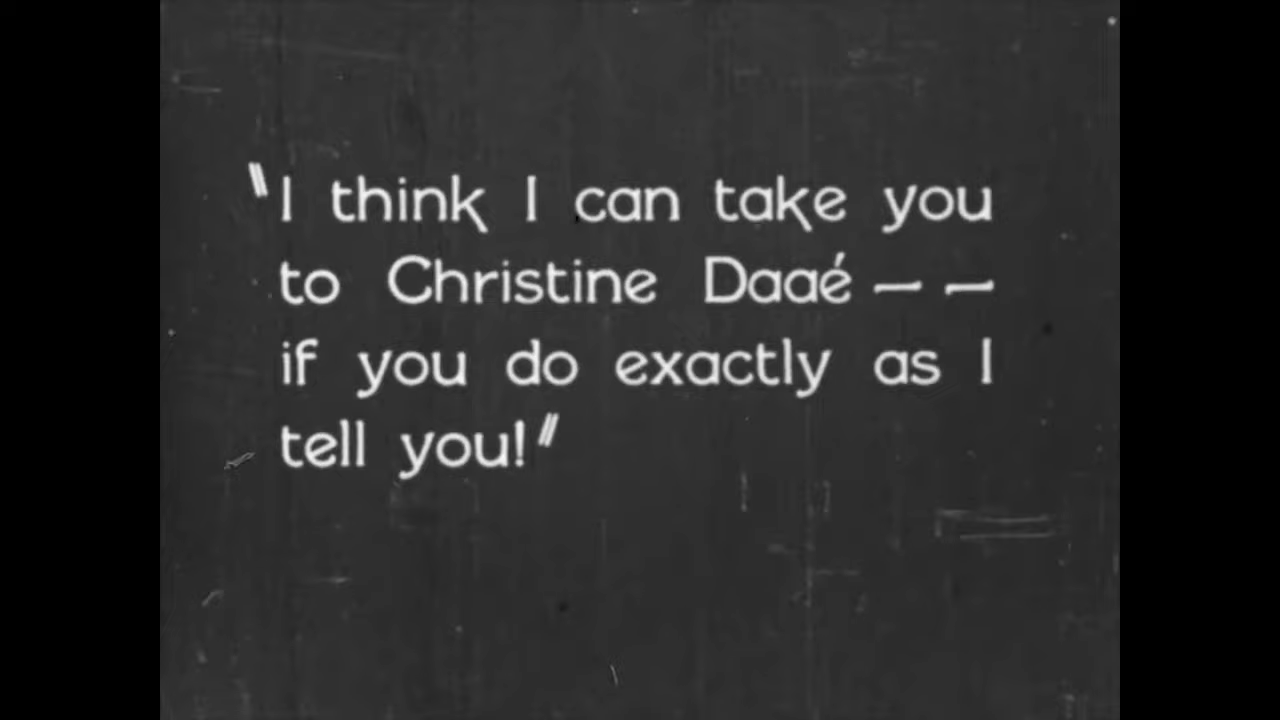 "I think I can take you
to Christine Daaé — —
if you do exactly as I
tell you!"